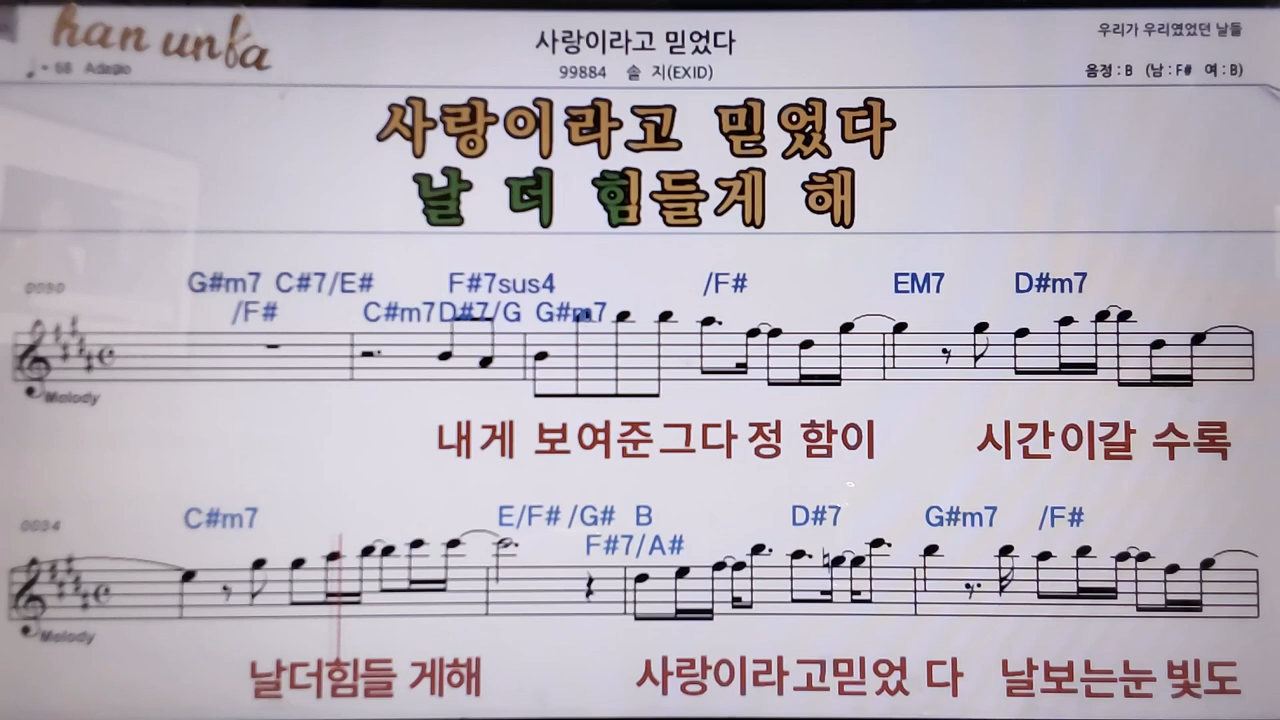 han unfa
사랑이라고 믿었다
우리가 우리였었던 날들
♩= 68 Adagio
99884 솔 지(EXID)
음정 : B (남 : F# 여 : B)
사랑이라고 믿었다
날 더 힘들게 해
0030
G#m7 C#7/E# F#7sus4 /F# EM7 D#m7
/F# C#m7 D#7/G G#m7
Melody
내게 보여준그다정 함이 시간이갈 수록
0034
C#m7 E/F# /G# B D#7 G#m7 /F#
F#7/A#
Melody
날더힘들 게해 사랑이라고믿었 다 날보는눈빛도